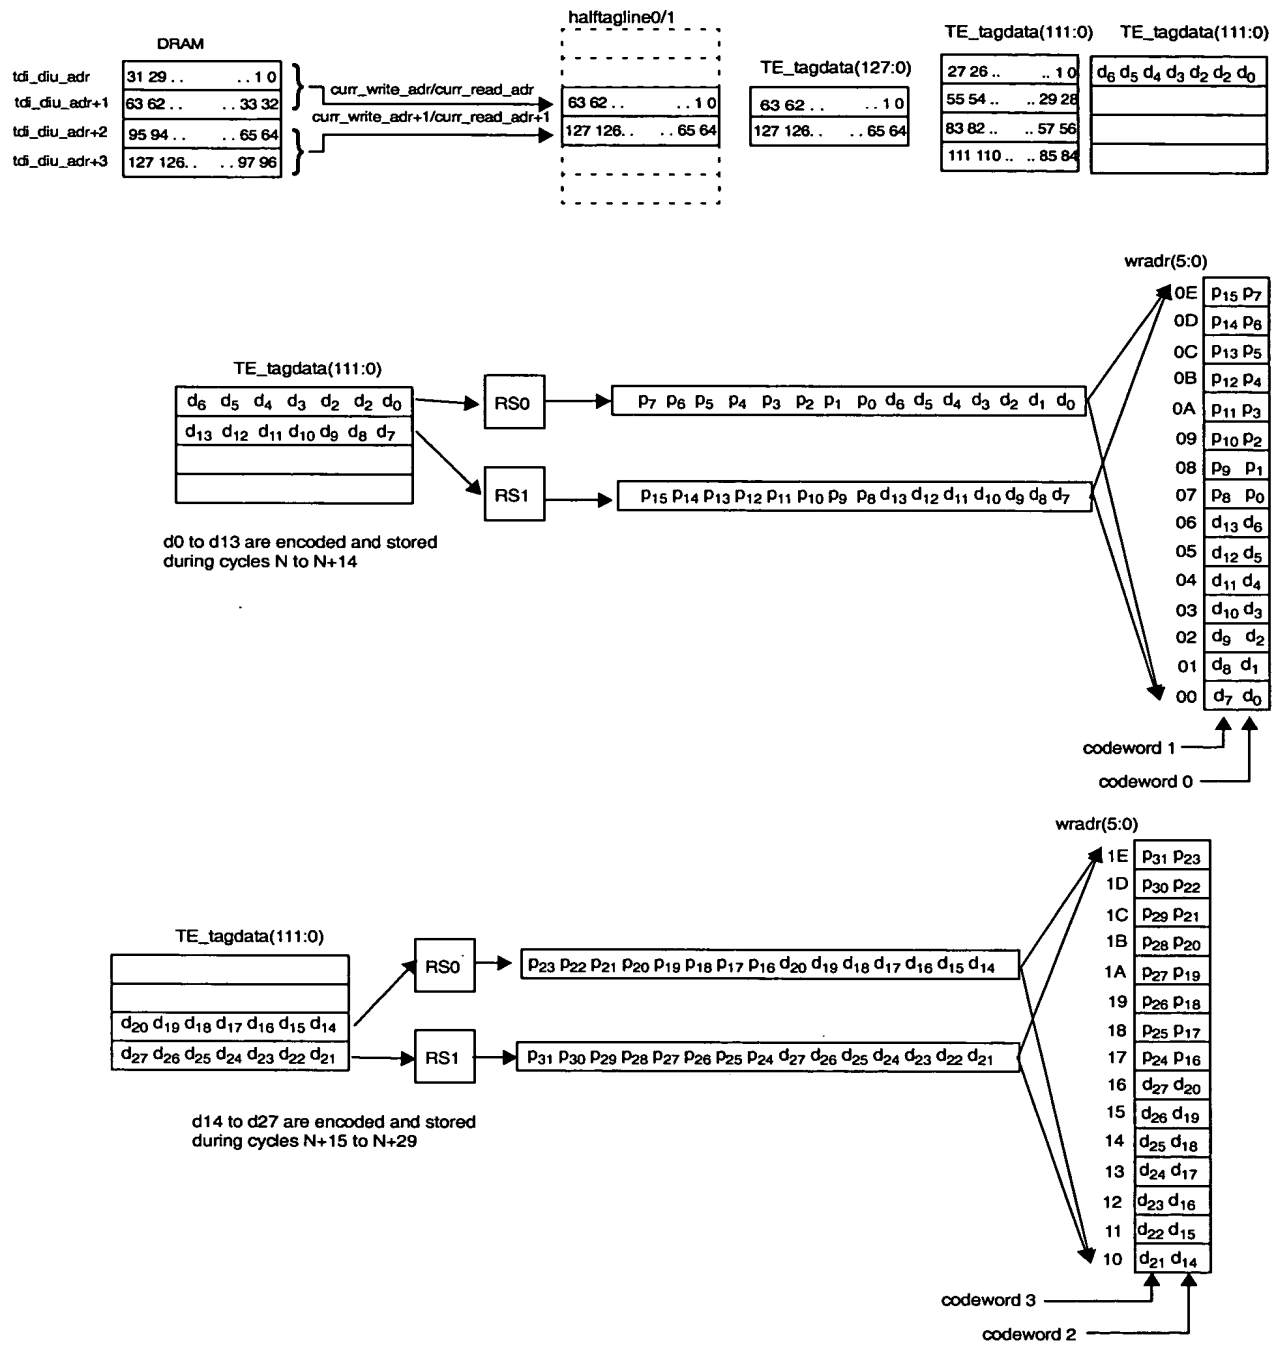 halftagline0/1
DRAM
TE_tagdata(111:0)
TE_tagdata(111:0)
TE_tagdata(127:0)
tdi_diu_adr
31 29 . . . . 1 0
tdi_diu_adr+1
63 62 . . . . 33 32
tdi_diu_adr+2
95 94 . . . . 65 64
tdi_diu_adr+3
127 126. . . . 97 96
curr_write_adr/curr_read_adr
curr_write_adr+1/curr_read_adr+1
63 62 . . . . 1 0
127 126. . . . 65 64
63 62 . . . . 1 0
127 126. . . . 65 64
27 26 .. .. 1 0
55 54 .. .. 29 28
83 82 .. .. 57 56
111 110 .. .. 85 84
d6 d5 d4 d3 d2 d2 d0
wradr(5:0)
0E p15 p7
0D p14 p6
0C p13 p5
0B p12 p4
0A p11 p3
09 p10 p2
08 p9 p1
07 p8 p0
06 d13 d6
05 d12 d5
04 d11 d4
03 d10 d3
02 d9 d2
01 d8 d1
00 d7 d0
codeword 1
codeword 0
TE_tagdata(111:0)
d6 d5 d4 d3 d2 d2 d0
d13 d12 d11 d10 d9 d8 d7
RS0
p7 p6 p5 p4 p3 p2 p1 p0 d6 d5 d4 d3 d2 d1 d0
RS1
p15 p14 p13 p12 p11 p10 p9 p8 d13 d12 d11 d10 d9 d8 d7
d0 to d13 are encoded and stored
during cycles N to N+14
wradr(5:0)
1E p31 p23
1D p30 p22
1C p29 p21
1B p28 p20
1A p27 p19
19 p26 p18
18 p25 p17
17 p24 p16
16 d27 d20
15 d26 d19
14 d25 d18
13 d24 d17
12 d23 d16
11 d22 d15
10 d21 d14
codeword 3
codeword 2
TE_tagdata(111:0)
d20 d19 d18 d17 d16 d15 d14
d27 d26 d25 d24 d23 d22 d21
RS0
p23 p22 p21 p20 p19 p18 p17 p16 d20 d19 d18 d17 d16 d15 d14
RS1
p31 p30 p29 p28 p27 p26 p25 p24 d27 d26 d25 d24 d23 d22 d21
d14 to d27 are encoded and stored
during cycles N+15 to N+29